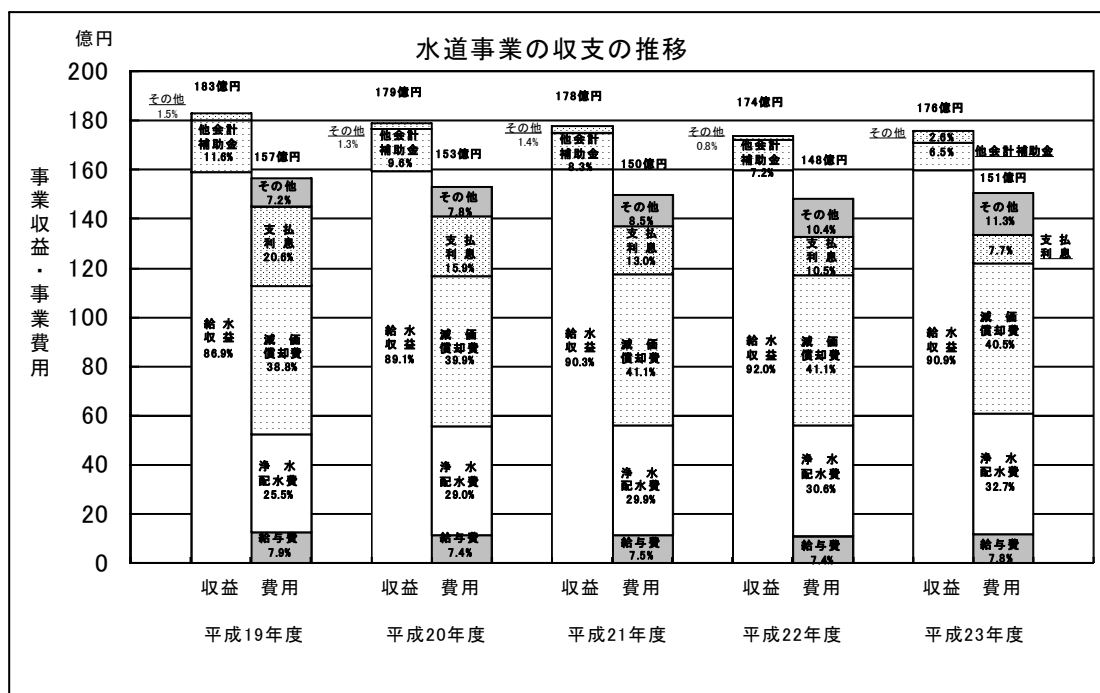 億円
水道事業の収支の推移
事業収益・事業費用
200
180
160
140
120
100
80
60
40
20
0
183億円
その他
1.5%
他会計
補助金
11.6%
給水
収益
86.9%
157億円
その他
7.2%
支払
利息
20.6%
減価
償却費
38.8%
浄水
配水費
25.5%
給与費
7.9%
179億円
その他
1.3%
他会計
補助金
9.6%
給水
収益
89.1%
153億円
その他
7.8%
支払
利息
15.9%
減価
償却費
39.9%
浄水
配水費
29.0%
給与費
7.4%
178億円
その他
1.4%
他会計
補助金
8.3%
給水
収益
90.3%
150億円
その他
8.5%
支払
利息
13.0%
減価
償却費
41.1%
浄水
配水費
29.9%
給与費
7.5%
174億円
その他
0.8%
他会計
補助金
7.2%
給水
収益
92.0%
148億円
その他
10.4%
支払
利息
10.5%
減価
償却費
41.1%
浄水
配水費
30.6%
給与費
7.4%
176億円
その他
2.6%
6.5%
他会計補助金
給水
収益
90.9%
151億円
その他
11.3%
7.7%
支払
利息
減価
償却費
40.5%
浄水
配水費
32.7%
給与費
7.8%
収益 費用 収益 費用 収益 費用 収益 費用 収益 費用
平成19年度 平成20年度 平成21年度 平成22年度 平成23年度